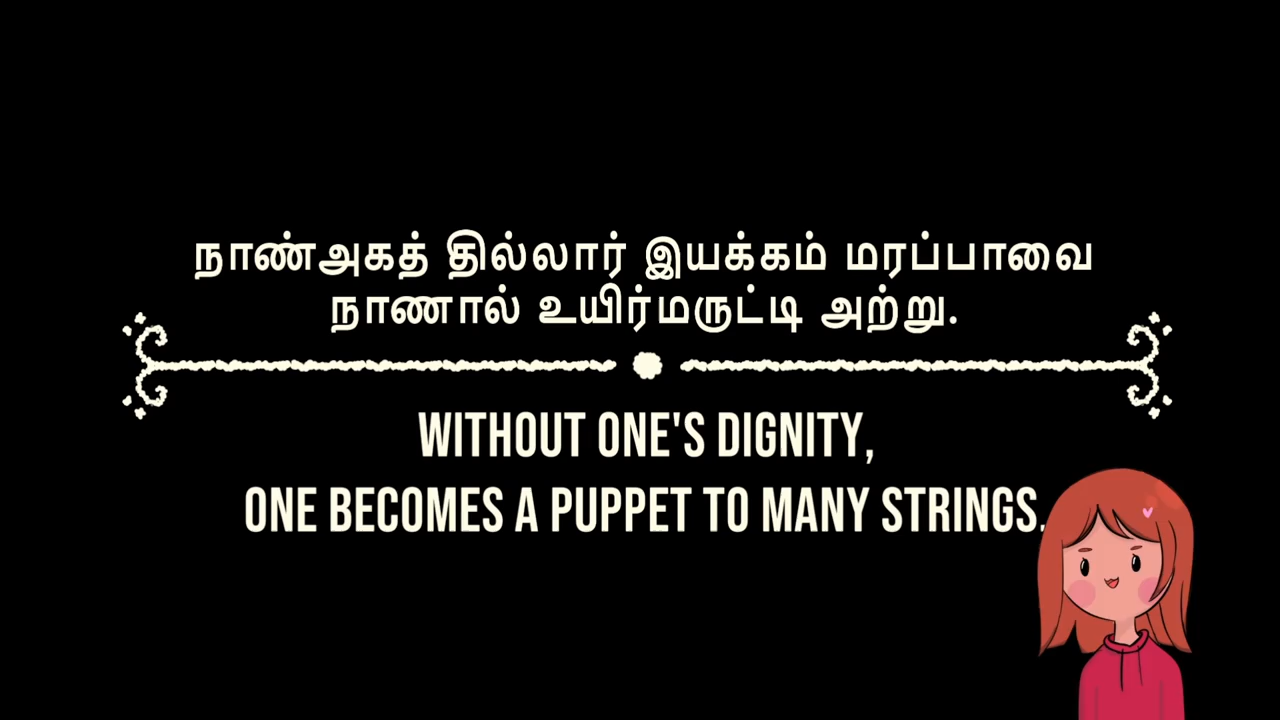 நாண்அகத் தில்லார் இயக்கம் மரப்பாவை
நாணால் உயிர்மருட்டி அற்று.
WITHOUT ONE'S DIGNITY,
ONE BECOMES A PUPPET TO MANY STRINGS.